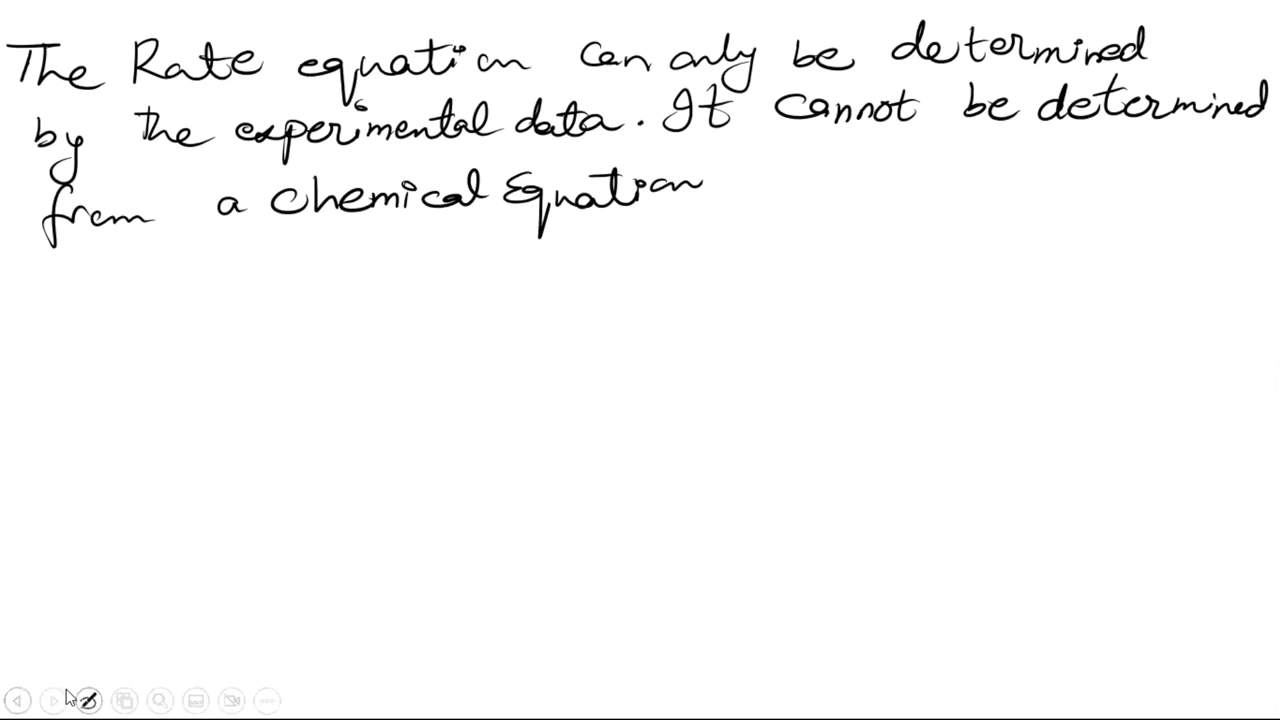 The Rate equation can only be determined
by the experimental data. It cannot be determined
from a Chemical Equation